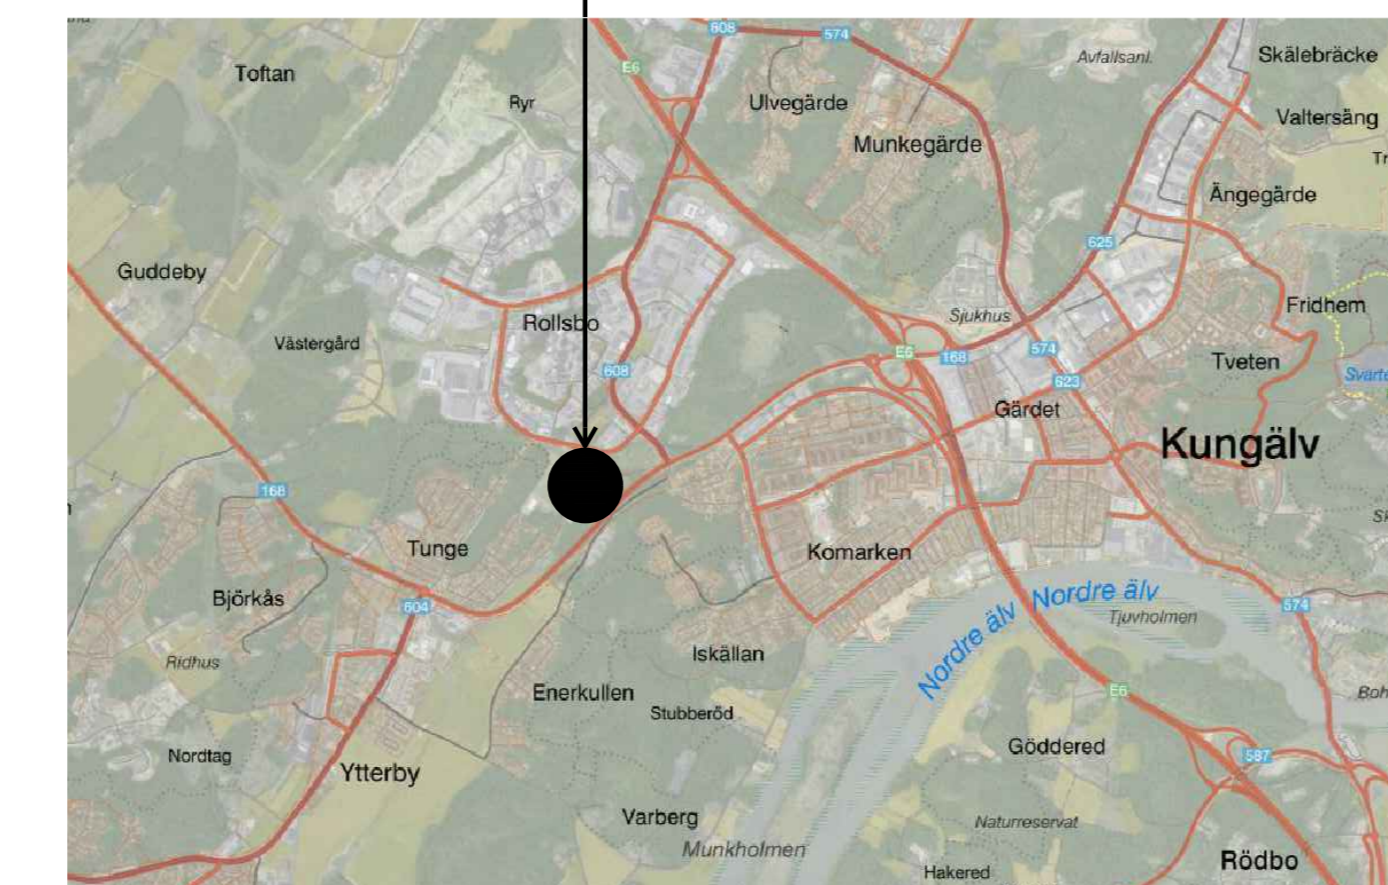 608
574
E6
Toftan
Ryr
Ulvegärde
Avfallsanl.
Skälebräcke
Munkegärde
Valtersäng
Ängegärde
625
Guddeby
Rollsbo
Västergård
Sjukhus
Fridhem
608
E6
168
574
623
Tveten
Gärdet
Kungälv
168
Tunge
Komarken
Björkås
604
Nordre älv
Nordre älv
Tjuvholmen
574
Ridhus
Iskällan
Enerkullen
Stubberöd
E6
Nordtag
Ytterby
Göddered
587
Varberg
Munkholmen
Naturreservat
Hakered
Rödbo